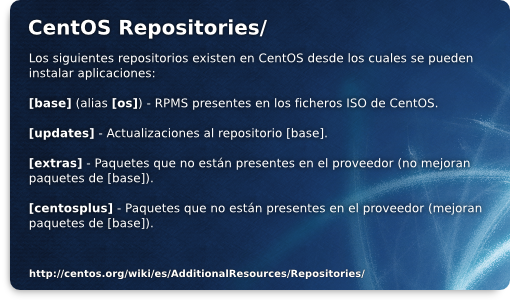 CentOS Repositories/
Los siguientes repositorios existen en CentOS desde los cuales se pueden
instalar aplicaciones:
[base] (alias [os]) - RPMS presentes en los ficheros ISO de CentOS.
[updates] - Actualizaciones al repositorio [base].
[extras] - Paquetes que no están presentes en el proveedor (no mejoran
paquetes de [base]).
[centosplus] - Paquetes que no están presentes en el proveedor (mejoran
paquetes de [base]).
http://centos.org/wiki/es/AdditionalResources/Repositories/